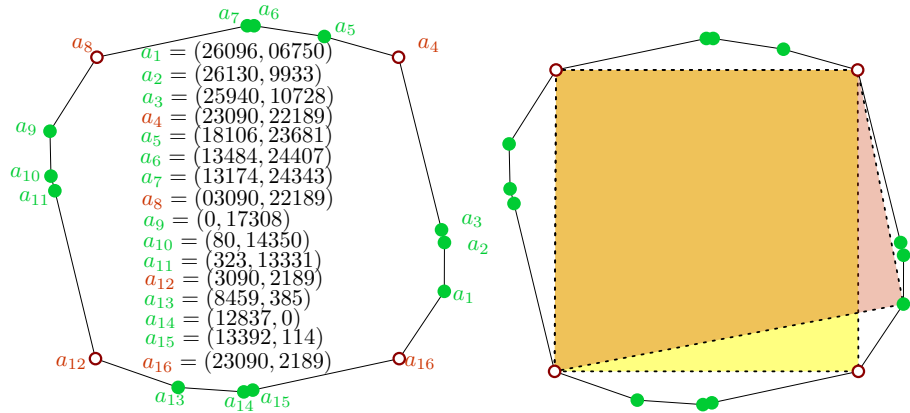 a₇ a₆
a₅
a₈ a₄
a₁ = (26096, 06750)
a₂ = (26130, 9933)
a₃ = (25940, 10728)
a₄ = (23090, 22189)
a₅ = (18106, 23681)
a₆ = (13484, 24407)
a₇ = (13174, 24343)
a₈ = (03090, 22189)
a₉ = (0, 17308)
a₁₀ = (80, 14350)
a₁₁ = (323, 13331)
a₁₂ = (3090, 2189)
a₁₃ = (8459, 385)
a₁₄ = (12837, 0)
a₁₅ = (13392, 114)
a₁₆ = (23090, 2189)
a₉
a₁₀
a₁₁
a₃
a₂
a₁
a₁₂ a₁₆
a₁₃ a₁₄ a₁₅